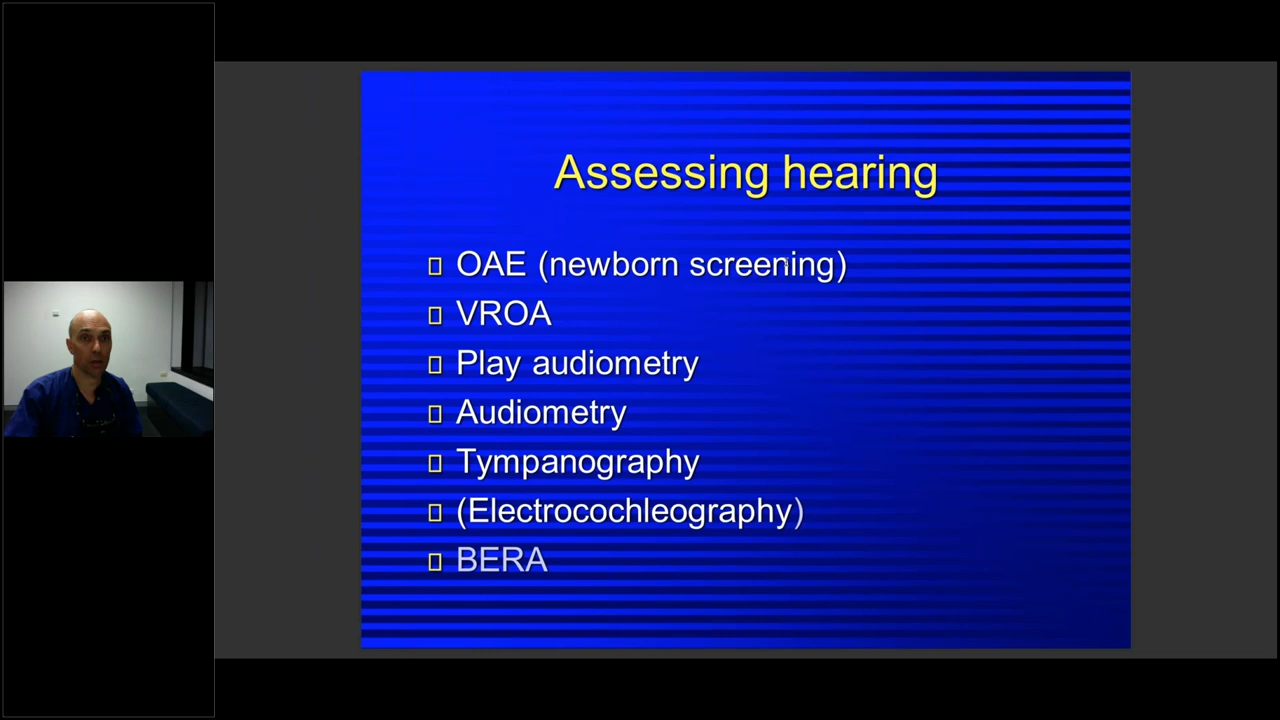 Assessing hearing
OAE (newborn screening)
VROA
Play audiometry
Audiometry
Tympanography
(Electrocochleography)
BERA